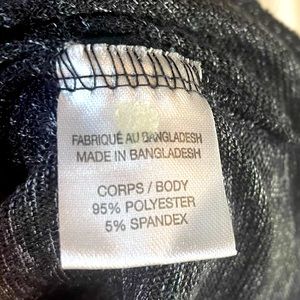 FABRIQUÉ AU BANGLADESH
MADE IN BANGLADESH
CORPS / BODY
95% POLYESTER
5% SPANDEX